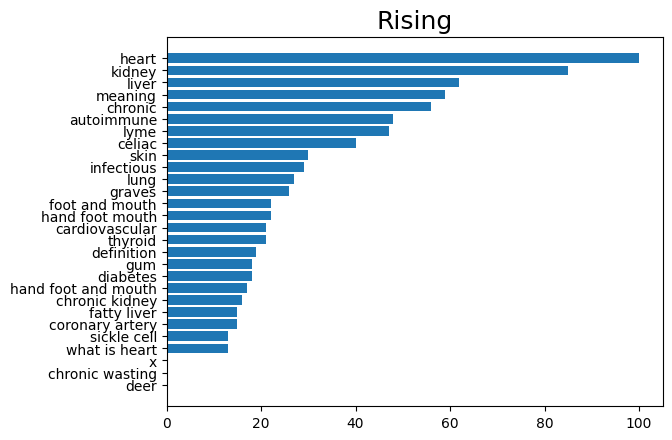 Rising
heart
kidney
liver
meaning
chronic
autoimmune
lyme
celiac
skin
infectious
lung
graves
foot and mouth
hand foot mouth
cardiovascular
thyroid
definition
gum
diabetes
hand foot and mouth
chronic kidney
fatty liver
coronary artery
sickle cell
what is heart
x
chronic wasting
deer
0 20 40 60 80 100